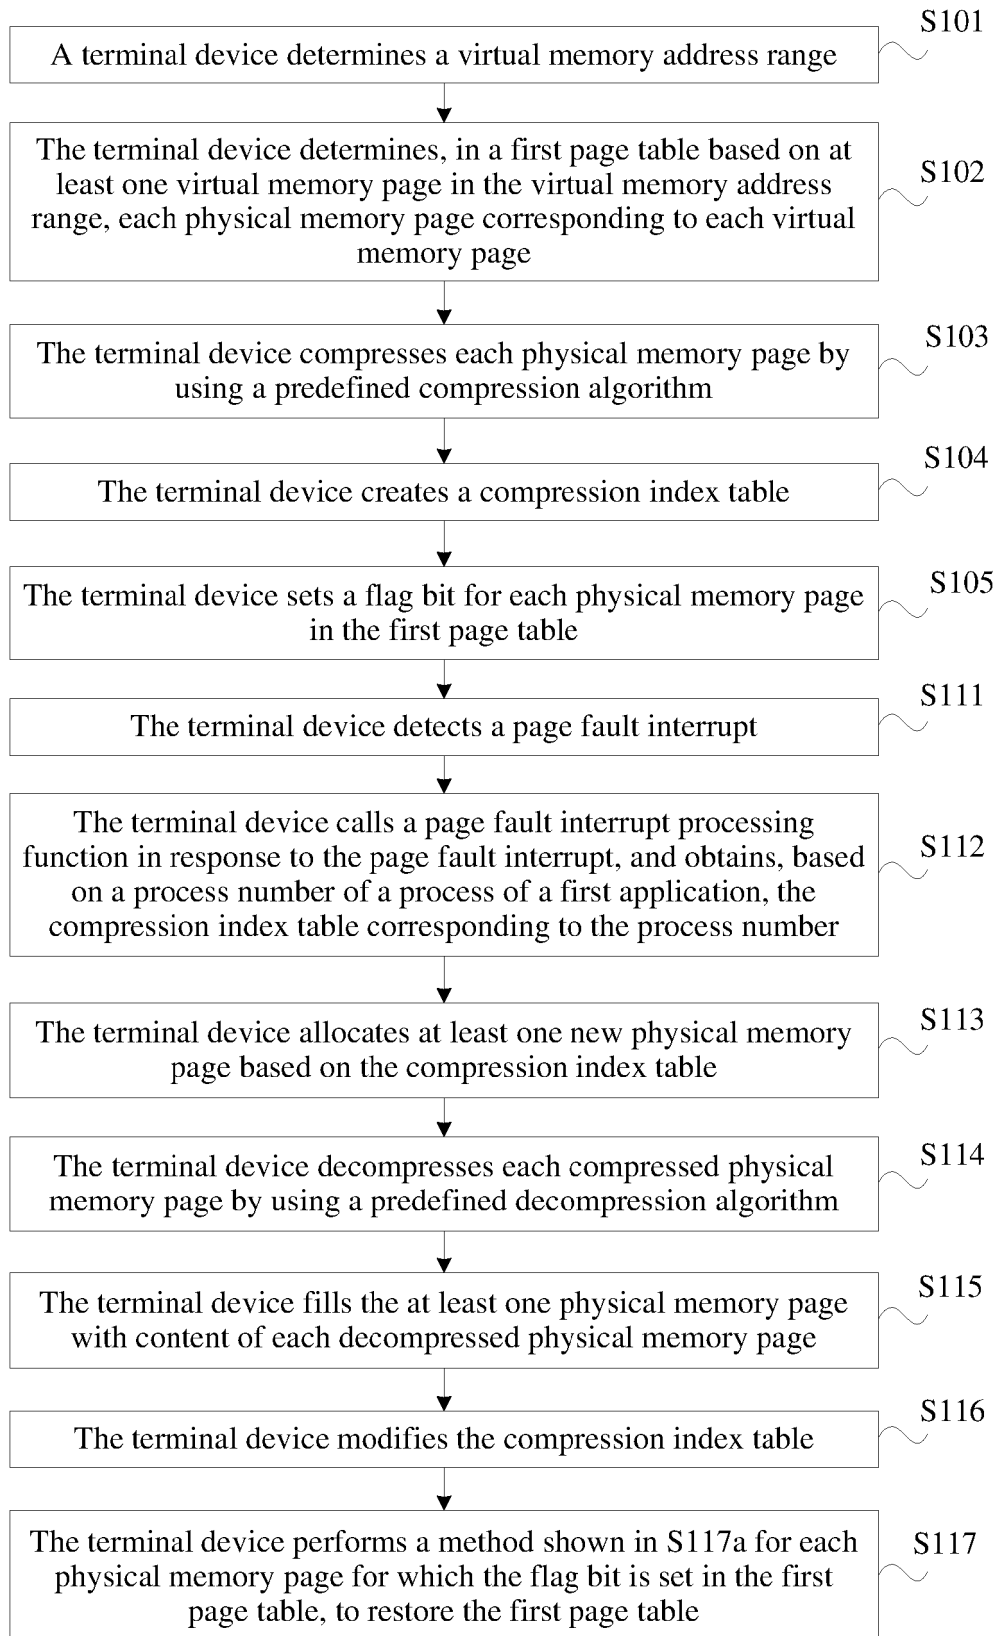 S101
A terminal device determines a virtual memory address range
The terminal device determines, in a first page table based on at
least one virtual memory page in the virtual memory address
range, each physical memory page corresponding to each virtual
memory page
S102
The terminal device compresses each physical memory page by
using a predefined compression algorithm
S103
The terminal device creates a compression index table
S104
The terminal device sets a flag bit for each physical memory page
in the first page table
S105
The terminal device detects a page fault interrupt
S111
The terminal device calls a page fault interrupt processing
function in response to the page fault interrupt, and obtains, based
on a process number of a process of a first application, the
compression index table corresponding to the process number
S112
The terminal device allocates at least one new physical memory
page based on the compression index table
S113
The terminal device decompresses each compressed physical
memory page by using a predefined decompression algorithm
S114
The terminal device fills the at least one physical memory page
with content of each decompressed physical memory page
S115
The terminal device modifies the compression index table
S116
The terminal device performs a method shown in S117a for each
physical memory page for which the flag bit is set in the first
page table, to restore the first page table
S117